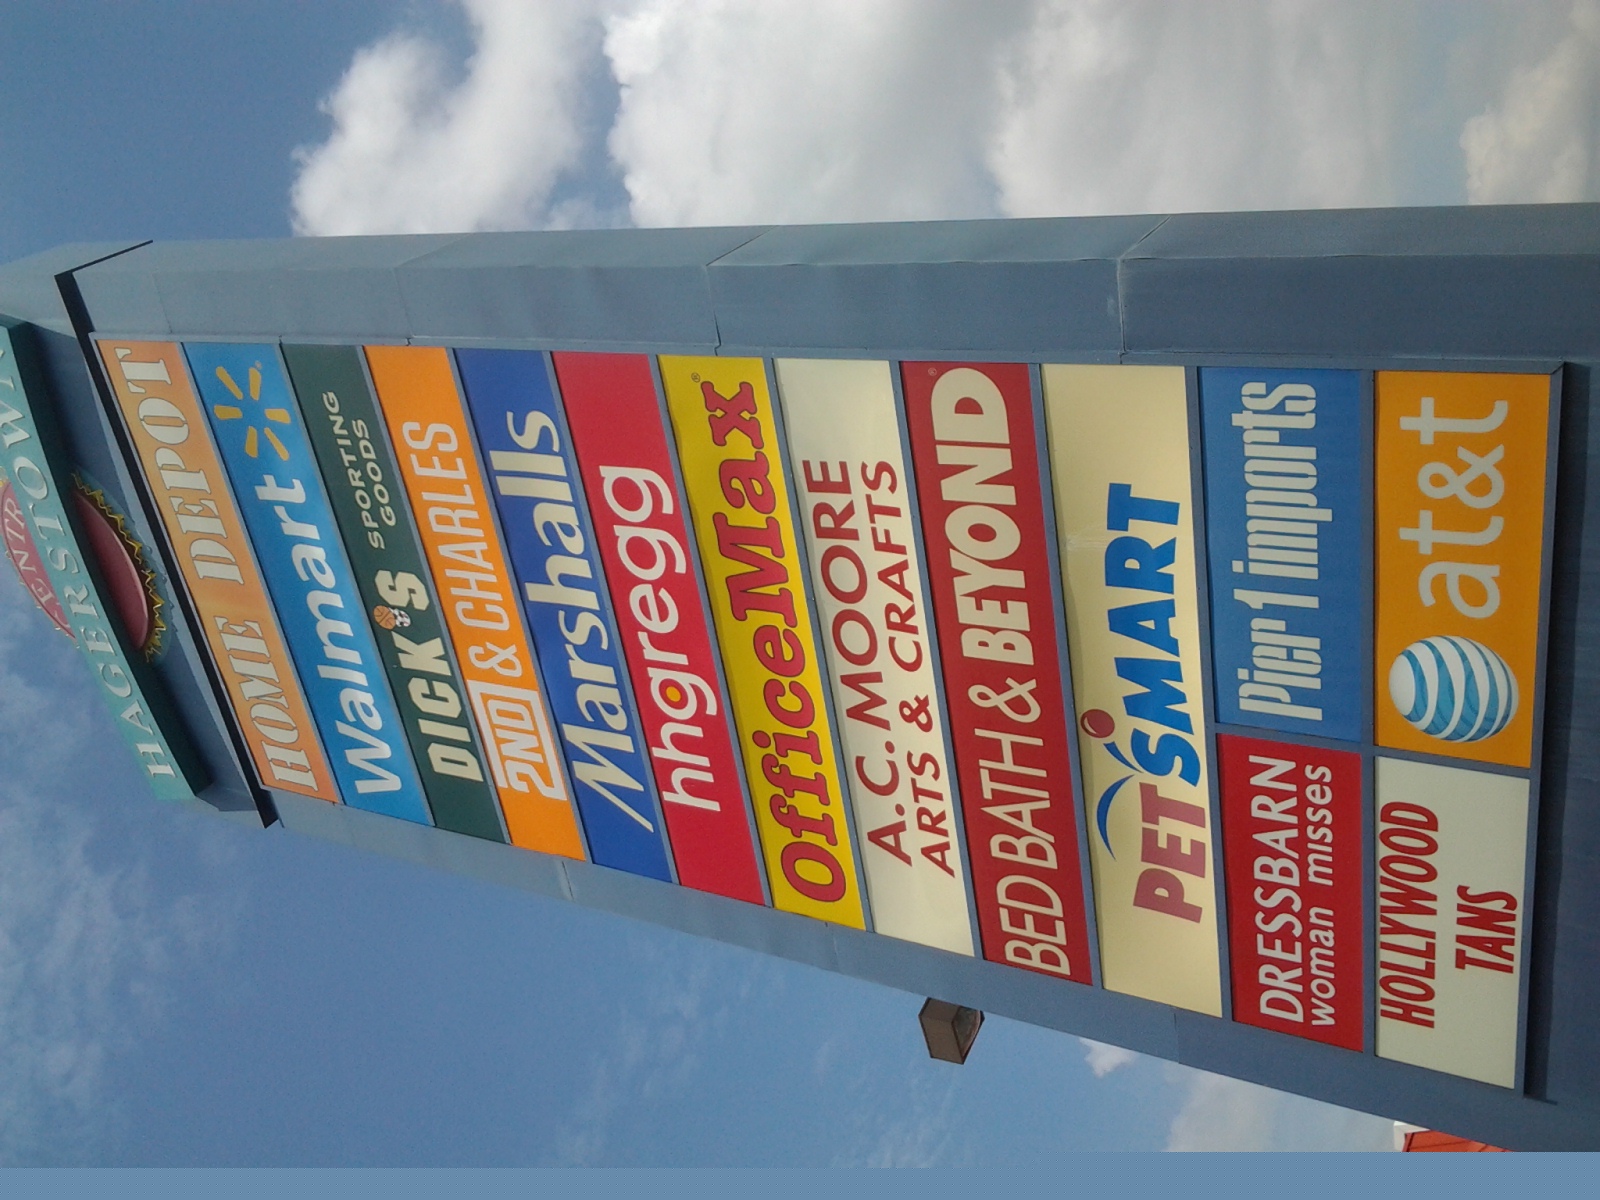 HAGERSTOWN
HOME DEPOT
Walmart
DICK'S SPORTING
GOODS
2ND & CHARLES
Marshalls
hhgregg
OfficeMax®
A.C. MOORE
ARTS & CRAFTS
BED BATH & BEYOND®
PETSMART
DRESSBARN
woman misses
Pier 1 imports
HOLLYWOOD
TANS
at&t